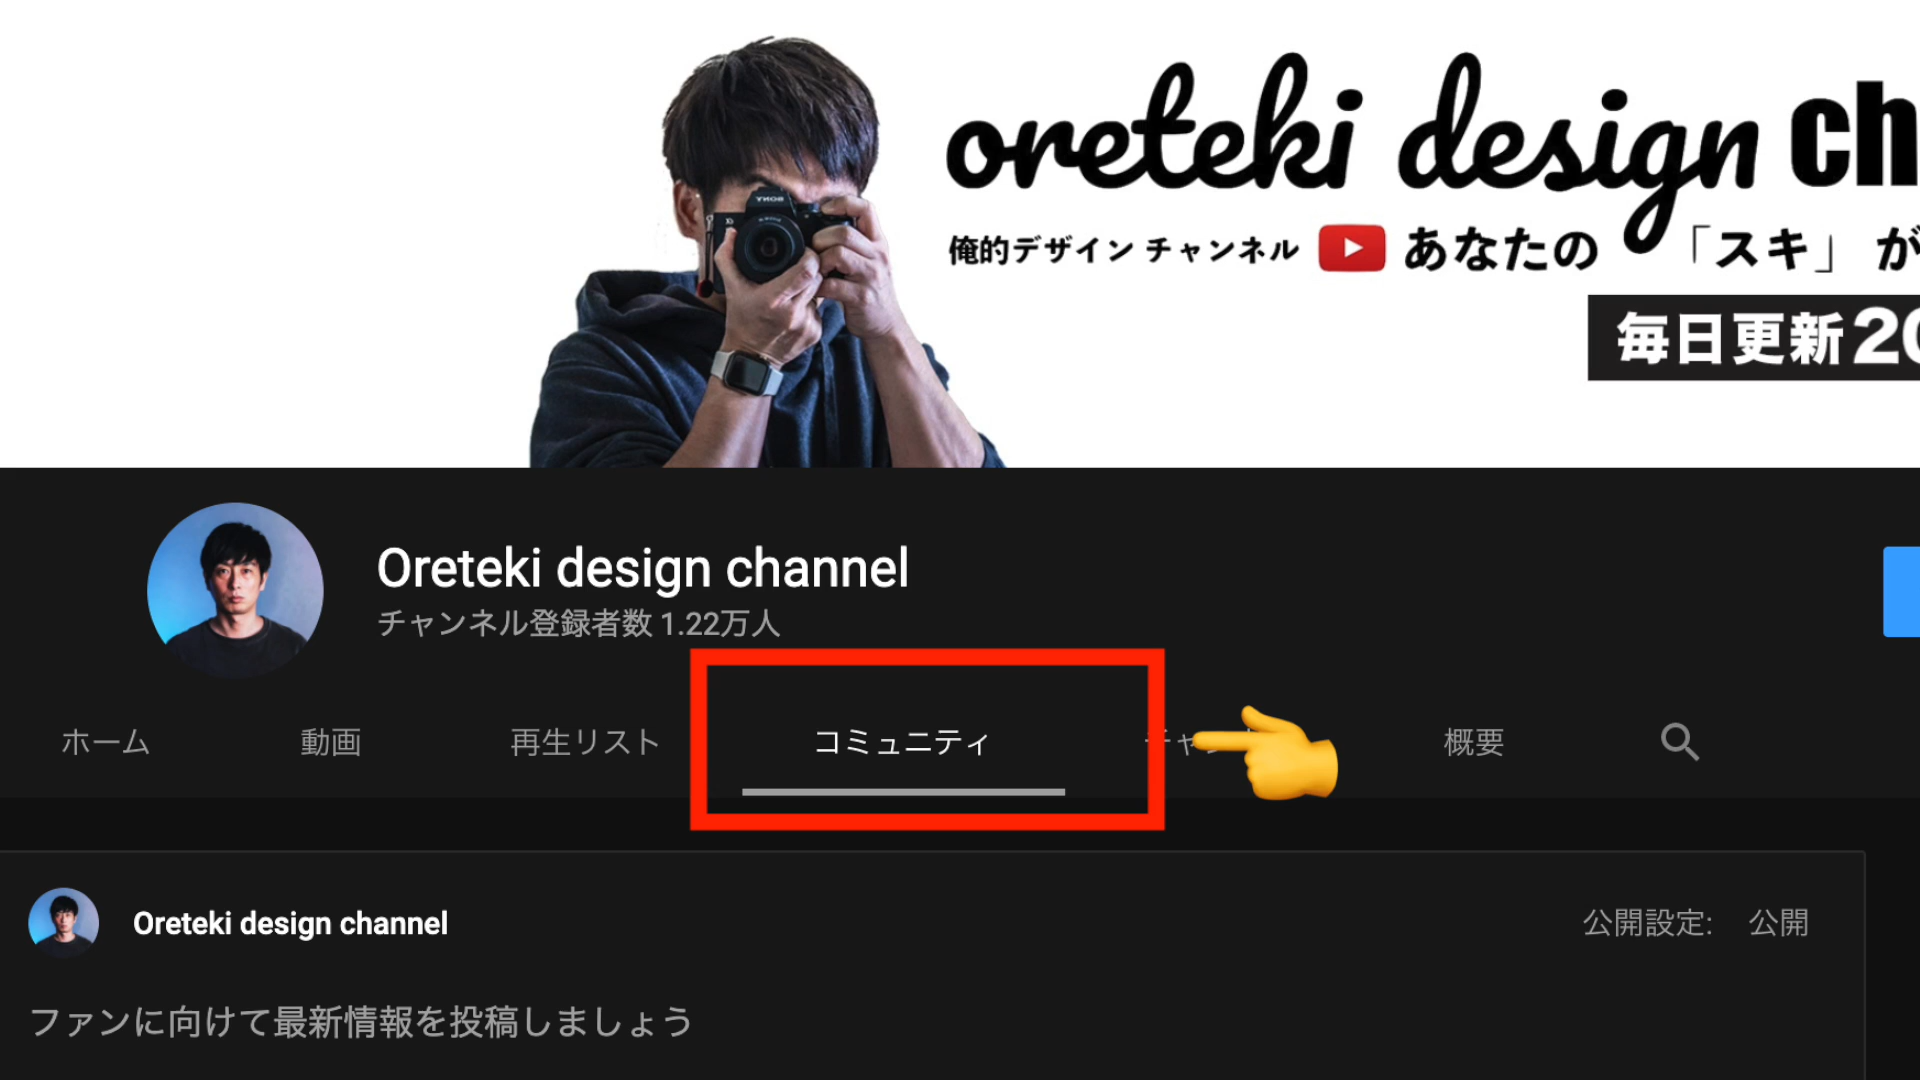 oreteki design ch
俺的デザイン チャンネル あなたの 「スキ」 が
毎日更新20
Oreteki design channel
チャンネル登録者数 1.22万人
ホーム 動画 再生リスト コミュニティ 概要
Oreteki design channel 公開設定: 公開
ファンに向けて最新情報を投稿しましょう